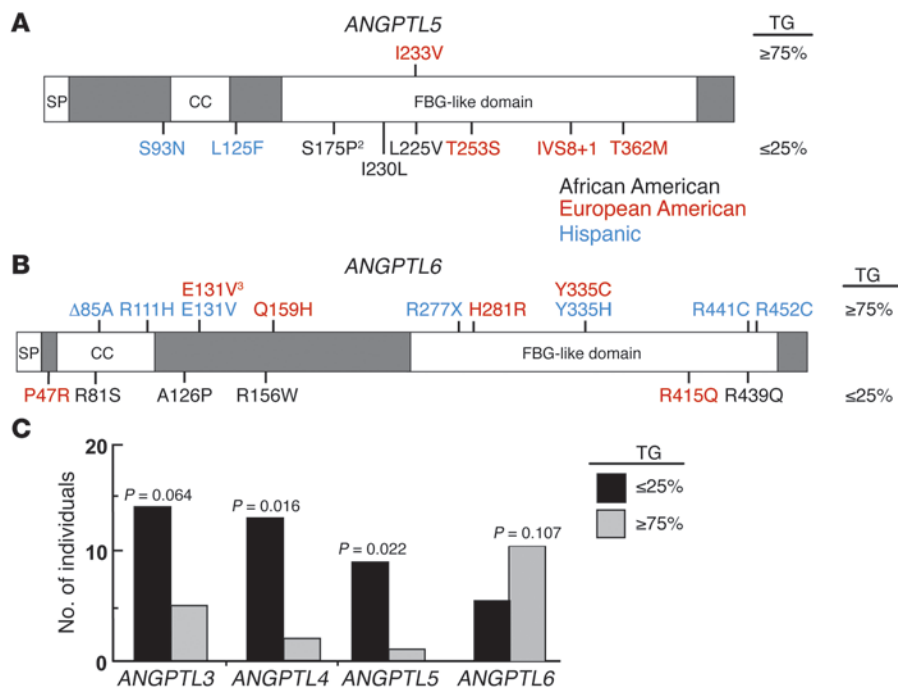 A
ANGPTL5
TG
I233V
≥75%
SP
CC
FBG-like domain
S93N
L125F
S175P²
L225V
T253S
IVS8+1
T362M
≤25%
I230L
African American
European American
Hispanic
B
ANGPTL6
TG
E131V³
Y335C
Δ85A
R111H
E131V
Q159H
R277X
H281R
Y335H
R441C
R452C
≥75%
SP
CC
FBG-like domain
P47R
R81S
A126P
R156W
R415Q
R439Q
≤25%
C
TG
≤25%
≥75%
No. of individuals
20
10
0
P = 0.064
P = 0.016
P = 0.022
P = 0.107
ANGPTL3
ANGPTL4
ANGPTL5
ANGPTL6